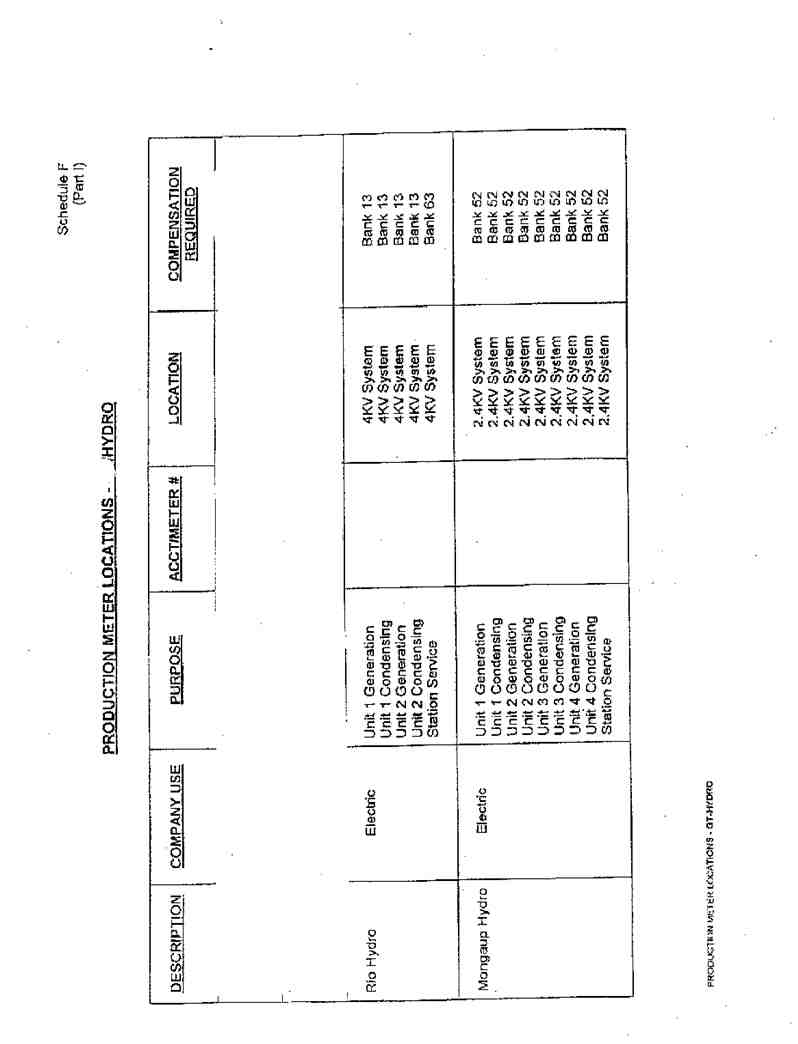 Schedule F
(Part I)
PRODUCTION METER LOCATIONS - /HYDRO
DESCRIPTION COMPANY USE PURPOSE ACCT/METER # LOCATION COMPENSATION
REQUIRED
Rio Hydro Electric Unit 1 Generation 4KV System Bank 13
Unit 1 Condensing 4KV System Bank 13
Unit 2 Generation 4KV System Bank 13
Unit 2 Condensing 4KV System Bank 13
Station Service 4KV System Bank 63
Mongaup Hydro Electric Unit 1 Generation 2.4KV System Bank 52
Unit 1 Condensing 2.4KV System Bank 52
Unit 2 Generation 2.4KV System Bank 52
Unit 2 Condensing 2.4KV System Bank 52
Unit 3 Generation 2.4KV System Bank 52
Unit 3 Condensing 2.4KV System Bank 52
Unit 4 Generation 2.4KV System Bank 52
Unit 4 Condensing 2.4KV System Bank 52
Station Service 2.4KV System Bank 52
PRODUCTION METER LOCATIONS - GT-HYDRO